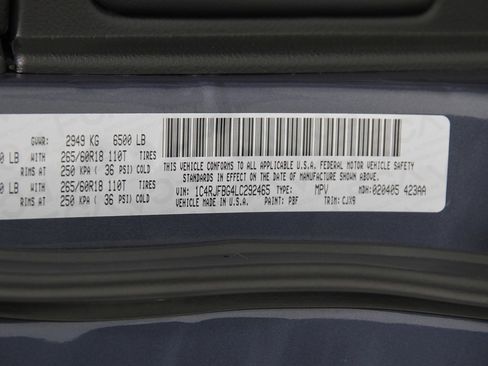 GVWR: 2949 KG 6500 LB
LB WITH 265/60R18 110T TIRES
RIMS AT 250 KPA ( 36 PSI) COLD
LB WITH 265/60R18 110T TIRES
RIMS AT 250 KPA ( 36 PSI) COLD
THIS VEHICLE CONFORMS TO ALL APPLICABLE U.S.A. FEDERAL MOTOR VEHICLE SAFETY
STANDARDS IN EFFECT ON THE DATE OF MANUFACTURE SHOWN ABOVE.
VIN: 1C4RJFBG4LC292465 TYPE: MPV MDH: 020405 423AA
VEHICLE MADE IN U.S.A. PAINT: PBF TRIM: CJX9